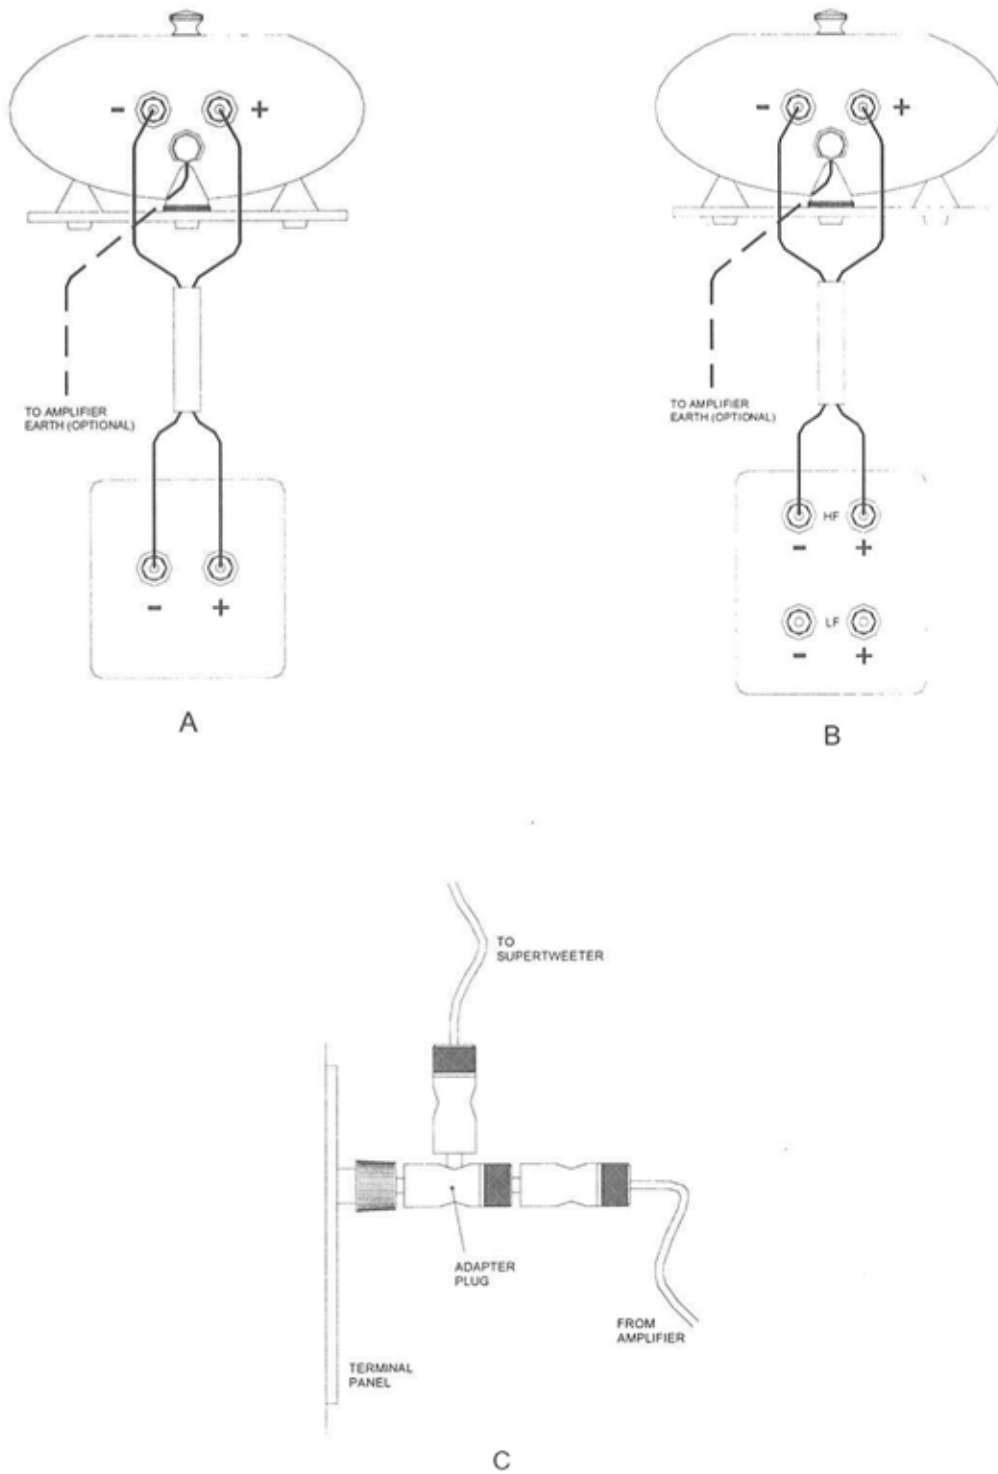 - +
- +
TO AMPLIFIER
EARTH (OPTIONAL)
TO AMPLIFIER
EARTH (OPTIONAL)
- +
HF
- +
LF
- +
A
B
TO
SUPERTWEETER
ADAPTER
PLUG
FROM
AMPLIFIER
TERMINAL
PANEL
C